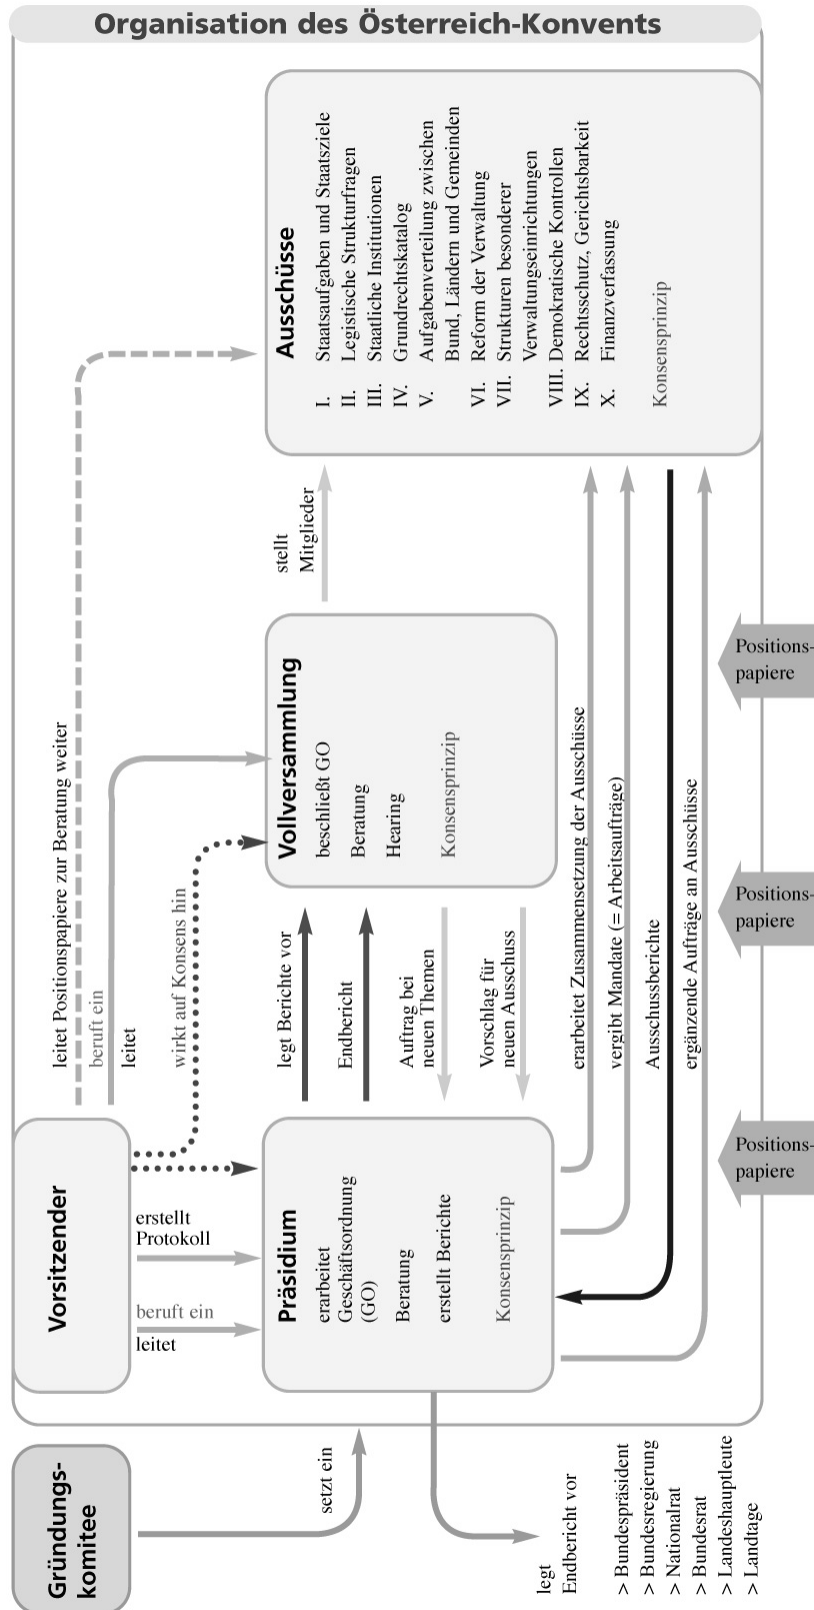 Organisation des Österreich-Konvents
Gründungs-
komitee
setzt ein
legt
Endbericht vor
> Bundespräsident
> Bundesregierung
> Nationalrat
> Bundesrat
> Landeshauptleute
> Landtage
Vorsitzender
leitet Positionspapiere zur Beratung weiter
beruft ein
leitet
wirkt auf Konsens hin
erstellt
Protokoll
beruft ein
leitet
Präsidium
erarbeitet
Geschäftsordnung
(GO)
Beratung
erstellt Berichte
Konsensprinzip
legt Berichte vor
Endbericht
Auftrag bei
neuen Themen
Vorschlag für
neuen Ausschuss
Vollversammlung
beschließt GO
Beratung
Hearing
Konsensprinzip
stellt
Mitglieder
Ausschüsse
I. Staatsaufgaben und Staatsziele
II. Legistische Strukturfragen
III. Staatliche Institutionen
IV. Grundrechtskatalog
V. Aufgabenverteilung zwischen
Bund, Ländern und Gemeinden
VI. Reform der Verwaltung
VII. Strukturen besonderer
Verwaltungseinrichtungen
VIII. Demokratische Kontrollen
IX. Rechtsschutz, Gerichtsbarkeit
X. Finanzverfassung
Konsensprinzip
erarbeitet Zusammensetzung der Ausschüsse
vergibt Mandate (= Arbeitsaufträge)
Ausschussberichte
ergänzende Aufträge an Ausschüsse
Positions-
papiere
Positions-
papiere
Positions-
papiere